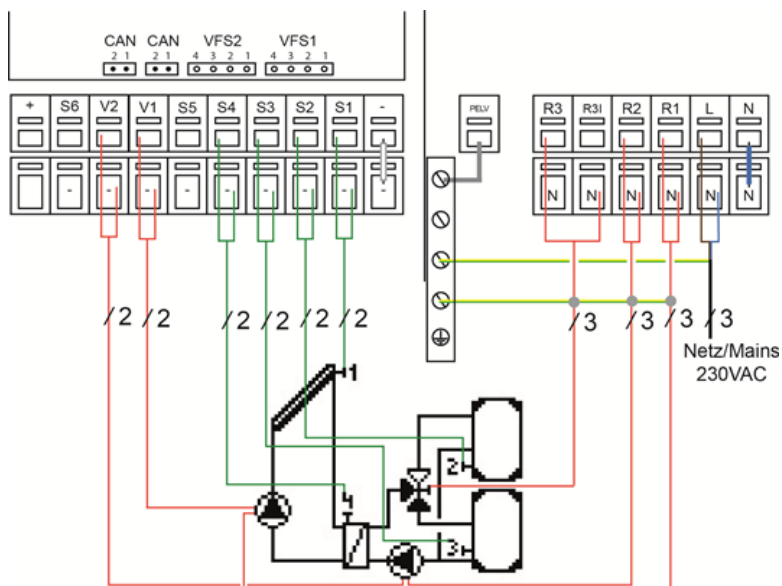 CAN CAN VFS2 VFS1
2 1 2 1 4 3 2 1 4 3 2 1
+ S6 V2 V1 S5 S4 S3 S2 S1 -
PELV
R3 R3I R2 R1 L N
- - - - - - - - -
N N N N N N
/2 /2 /2 /2 /2 /2
/3 /3 /3 /3
Netz/Mains
230VAC
1
2
4
3